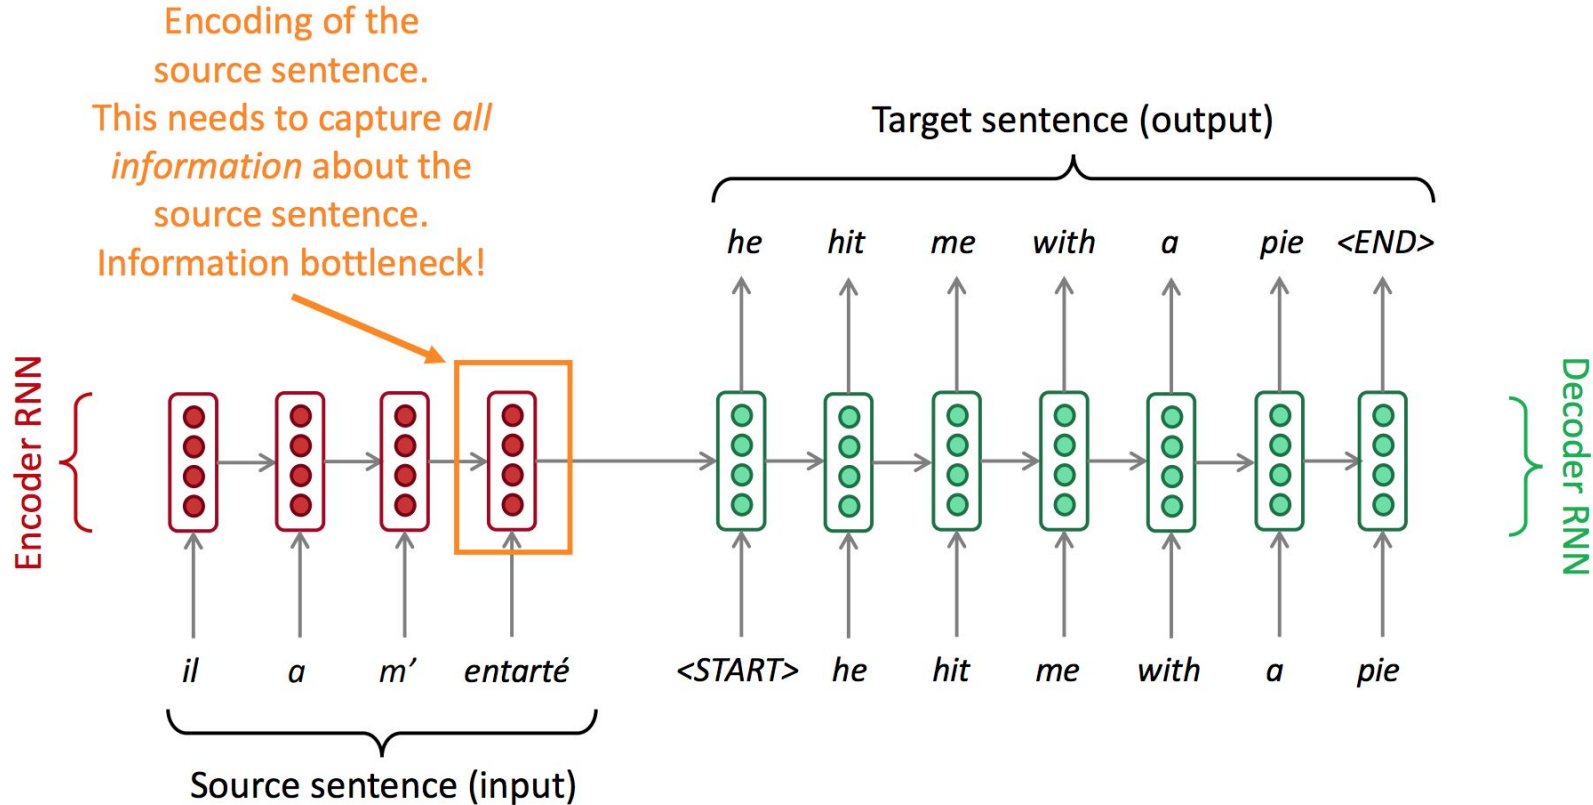 Encoding of the
source sentence.
This needs to capture all
information about the
source sentence.
Information bottleneck!
Target sentence (output)
he hit me with a pie <END>
Encoder RNN
Decoder RNN
il a m’ entarté <START> he hit me with a pie
Source sentence (input)